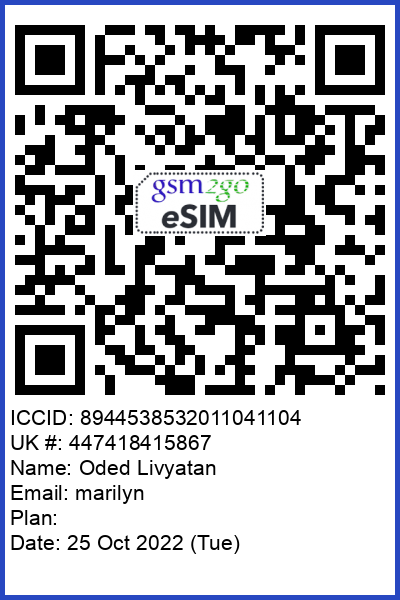 gsm2go
eSIM
ICCID: 8944538532011041104
UK #: 447418415867
Name: Oded Livyatan
Email: marilyn
Plan:
Date: 25 Oct 2022 (Tue)